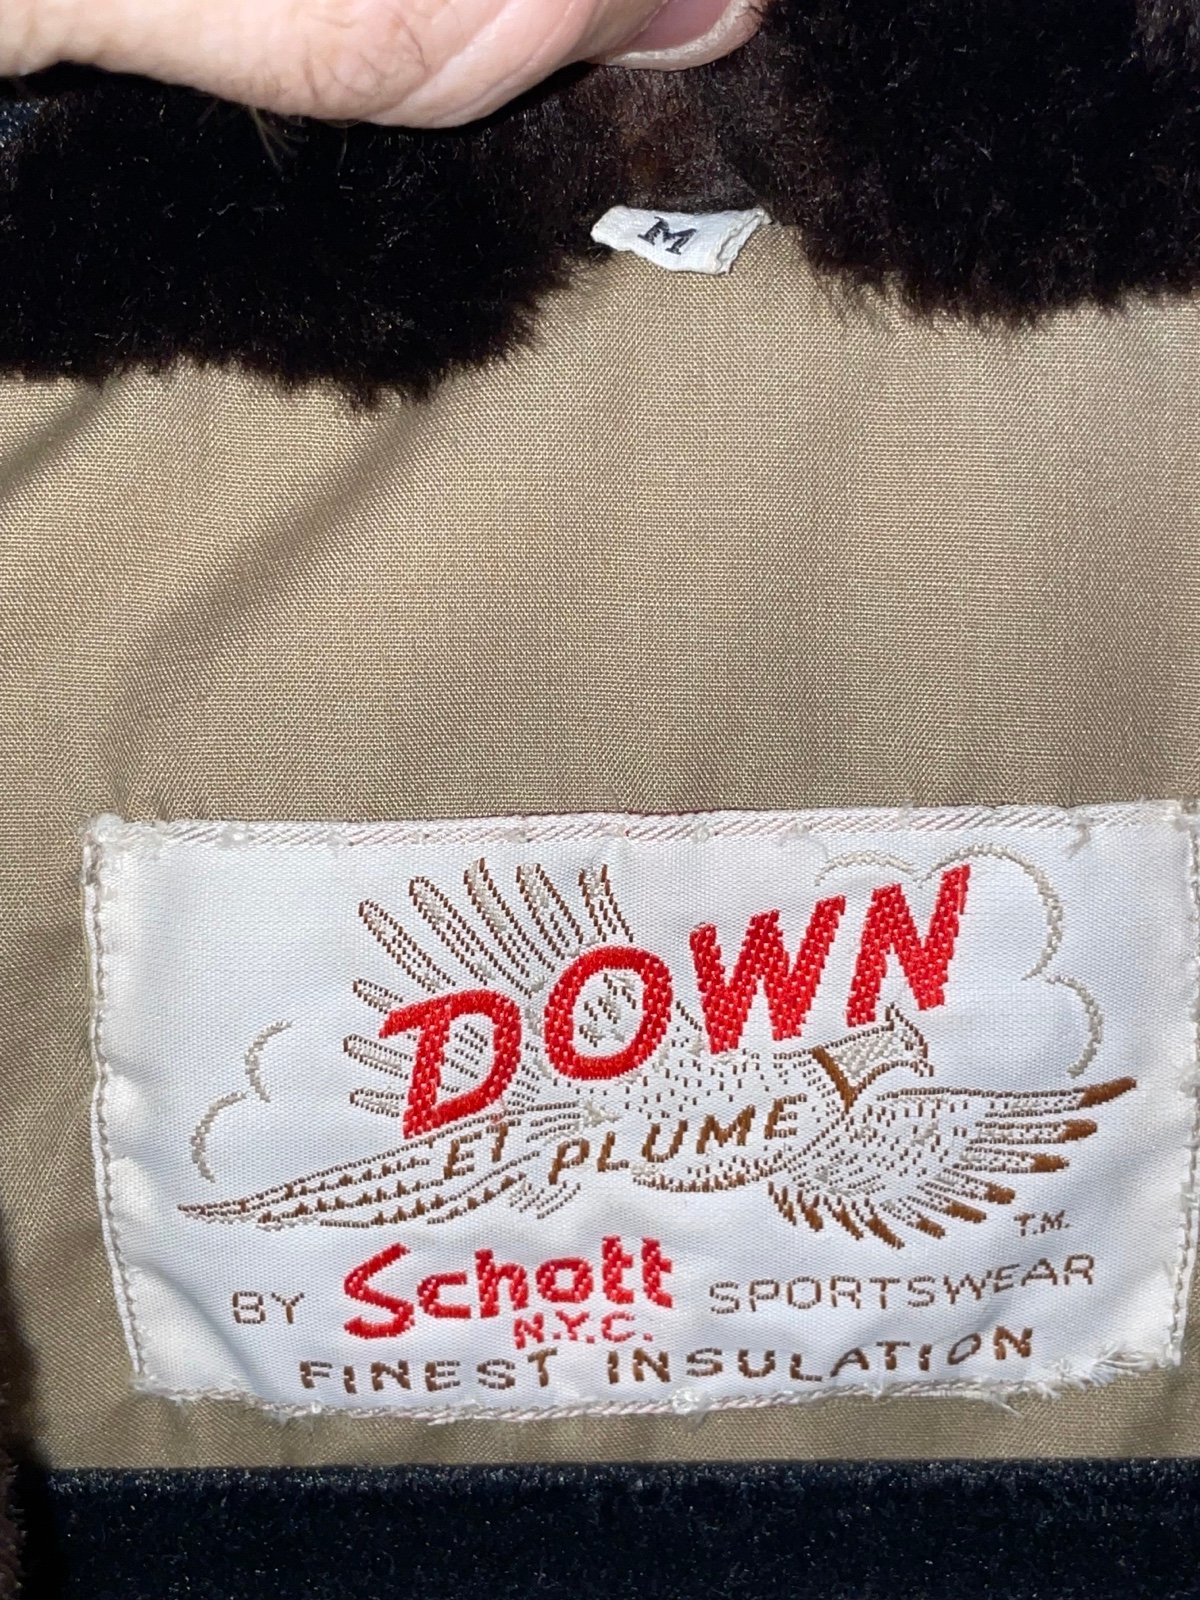 M
DOWN
ET PLUME
T.M.
BY Schott SPORTSWEAR
N.Y.C.
FINEST INSULATION